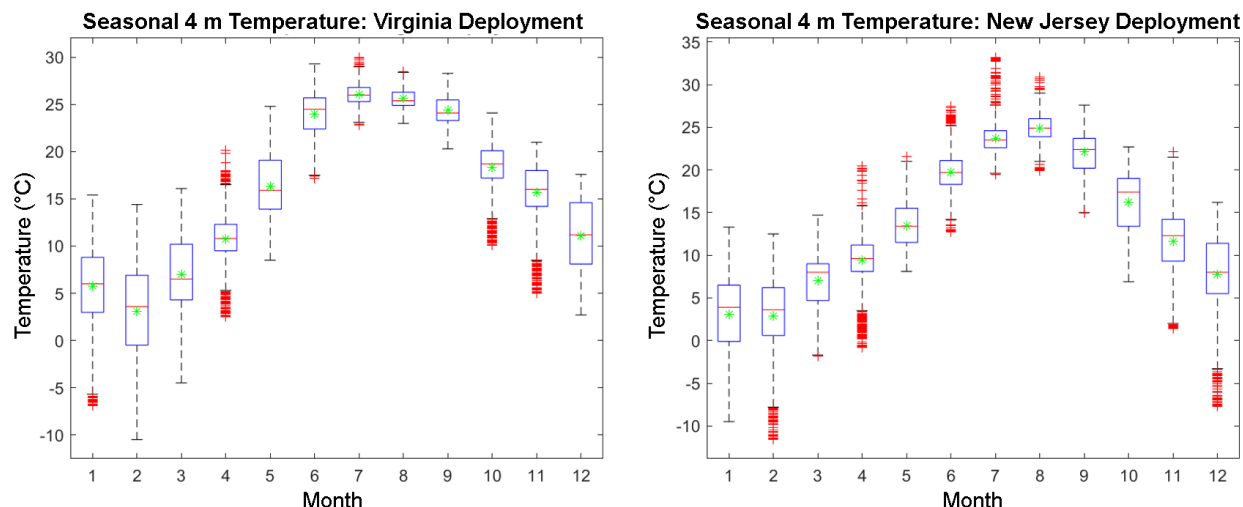 Seasonal 4 m Temperature: Virginia Deployment
Temperature (°C)
30
25
20
15
10
5
0
-5
-10
1 2 3 4 5 6 7 8 9 10 11 12
Month
Seasonal 4 m Temperature: New Jersey Deployment
Temperature (°C)
35
30
25
20
15
10
5
0
-5
-10
1 2 3 4 5 6 7 8 9 10 11 12
Month